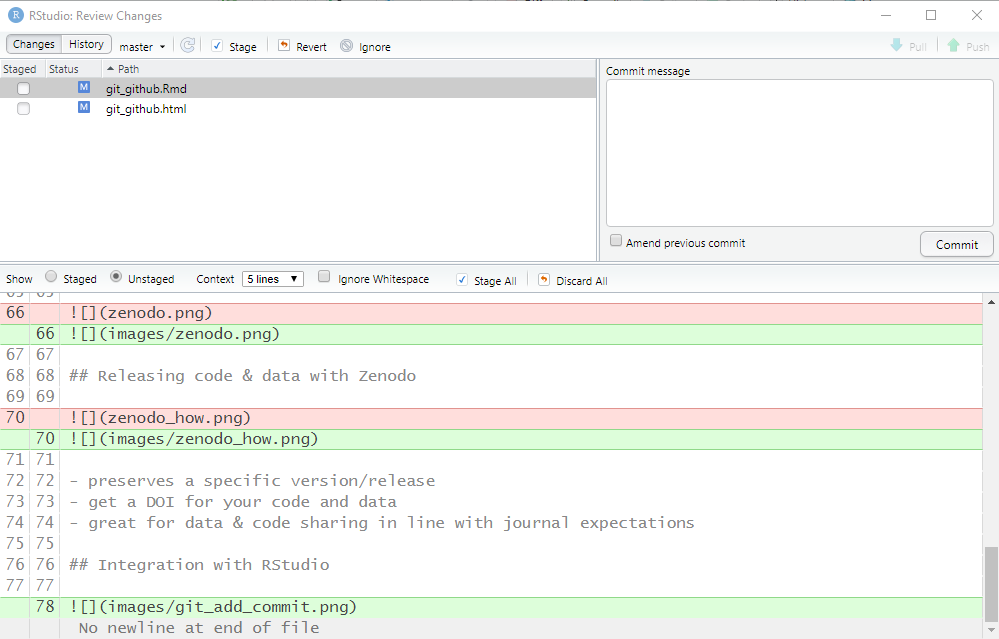 R RStudio: Review Changes
Changes History master Stage Revert Ignore Pull Push
Staged Status Path
M git_github.Rmd
M git_github.html
Commit message
Amend previous commit Commit
Show Staged Unstaged Context 5 lines Ignore Whitespace Stage All Discard All
65 65
66 ![](zenodo.png)
66 ![](images/zenodo.png)
67 67
68 68 ## Releasing code & data with Zenodo
69 69
70 ![](zenodo_how.png)
70 ![](images/zenodo_how.png)
71 71
72 72 - preserves a specific version/release
73 73 - get a DOI for your code and data
74 74 - great for data & code sharing in line with journal expectations
75 75
76 76 ## Integration with RStudio
77 77
78 ![](images/git_add_commit.png)
No newline at end of file